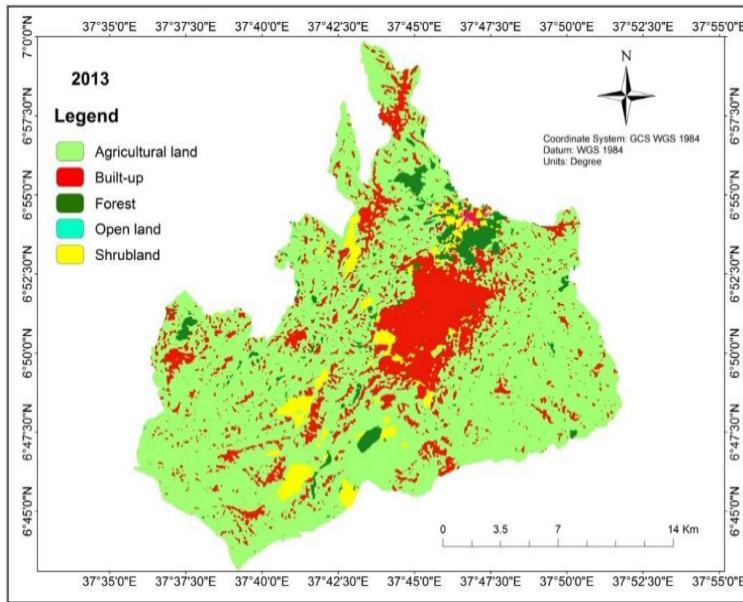 37°35'0"E 37°37'30"E 37°40'0"E 37°42'30"E 37°45'0"E 37°47'30"E 37°50'0"E 37°52'30"E 37°55'0"E
7°0'0"N
7°0'0"N
2013
N
Legend
Agricultural land
Built-up
Forest
Open land
Shrubland
Coordinate System: GCS WGS 1984
Datum: WGS 1984
Units: Degree
6°57'30"N
6°57'30"N
6°55'0"N
6°55'0"N
6°52'30"N
6°52'30"N
6°50'0"N
6°50'0"N
6°47'30"N
6°47'30"N
6°45'0"N
6°45'0"N
0 3.5 7 14 Km
37°35'0"E 37°37'30"E 37°40'0"E 37°42'30"E 37°45'0"E 37°47'30"E 37°50'0"E 37°52'30"E 37°55'0"E